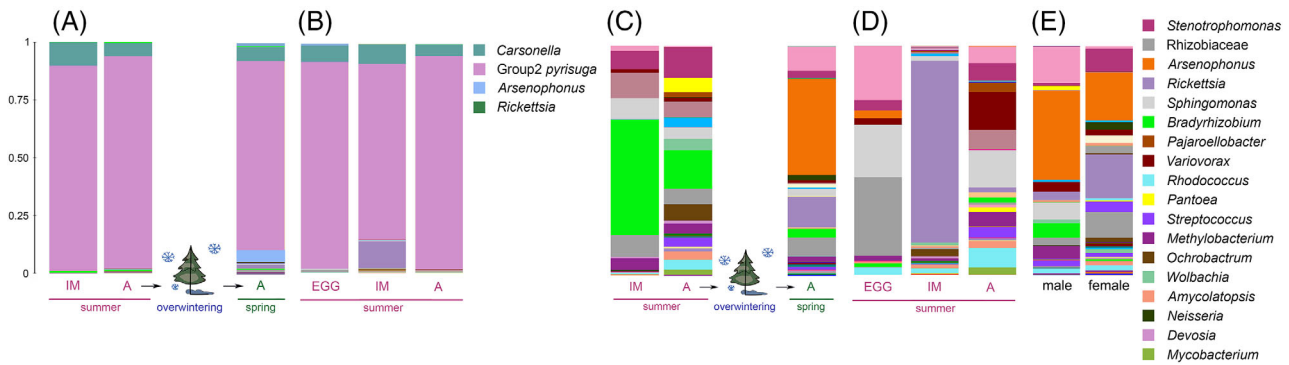 (A)
(B)
(C)
(D)
(E)
1
0.75
0.50
0.25
0
IM
A
A
summer
overwintering
spring
EGG
IM
A
summer
Carsonella
Group2 pyrisuga
Arsenophonus
Rickettsia
IM
A
A
summer
overwintering
spring
EGG
IM
A
summer
male
female
Stenotrophomonas
Rhizobiaceae
Arsenophonus
Rickettsia
Sphingomonas
Bradyrhizobium
Pajaroellobacter
Variovorax
Rhodococcus
Pantoea
Streptococcus
Methylobacterium
Ochrobactrum
Wolbachia
Amycolatopsis
Neisseria
Devosia
Mycobacterium